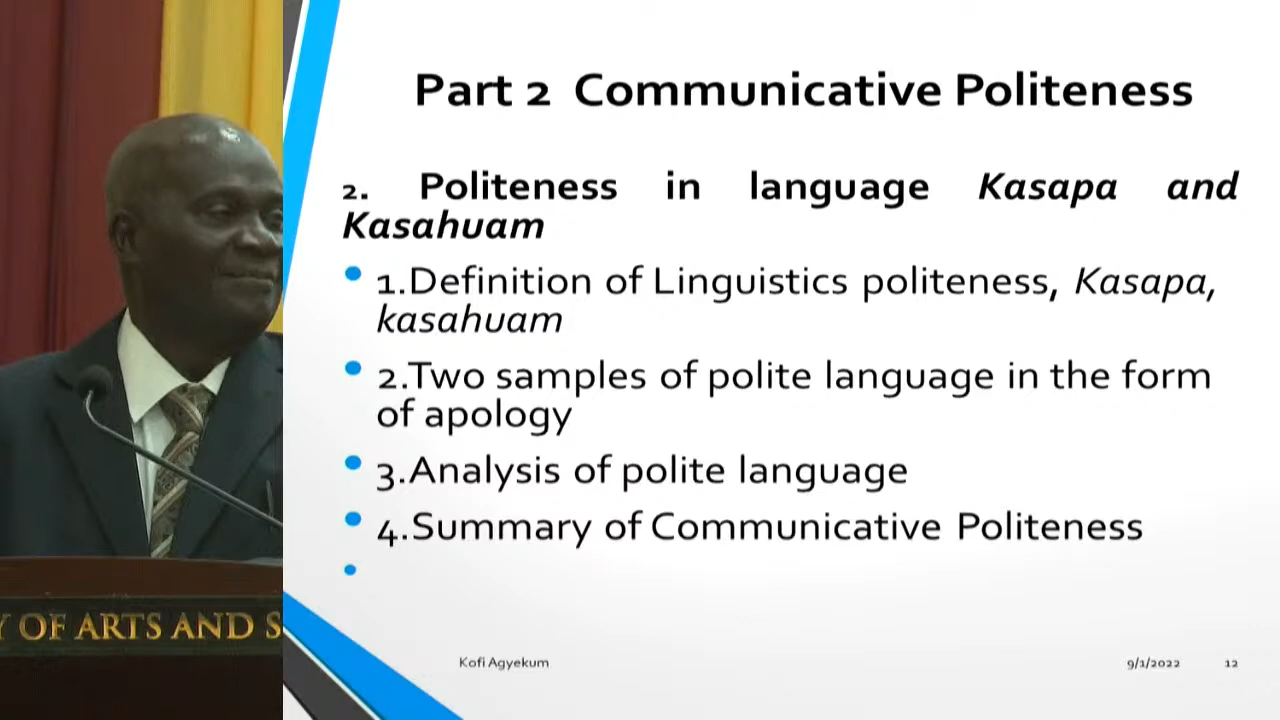 Part 2 Communicative Politeness
2. Politeness in language Kasapa and
Kasahuam
1.Definition of Linguistics politeness, Kasapa,
kasahuam
2.Two samples of polite language in the form
of apology
3.Analysis of polite language
4.Summary of Communicative Politeness
Y OF ARTS AND S
Kofi Agyekum
9/1/2022
12